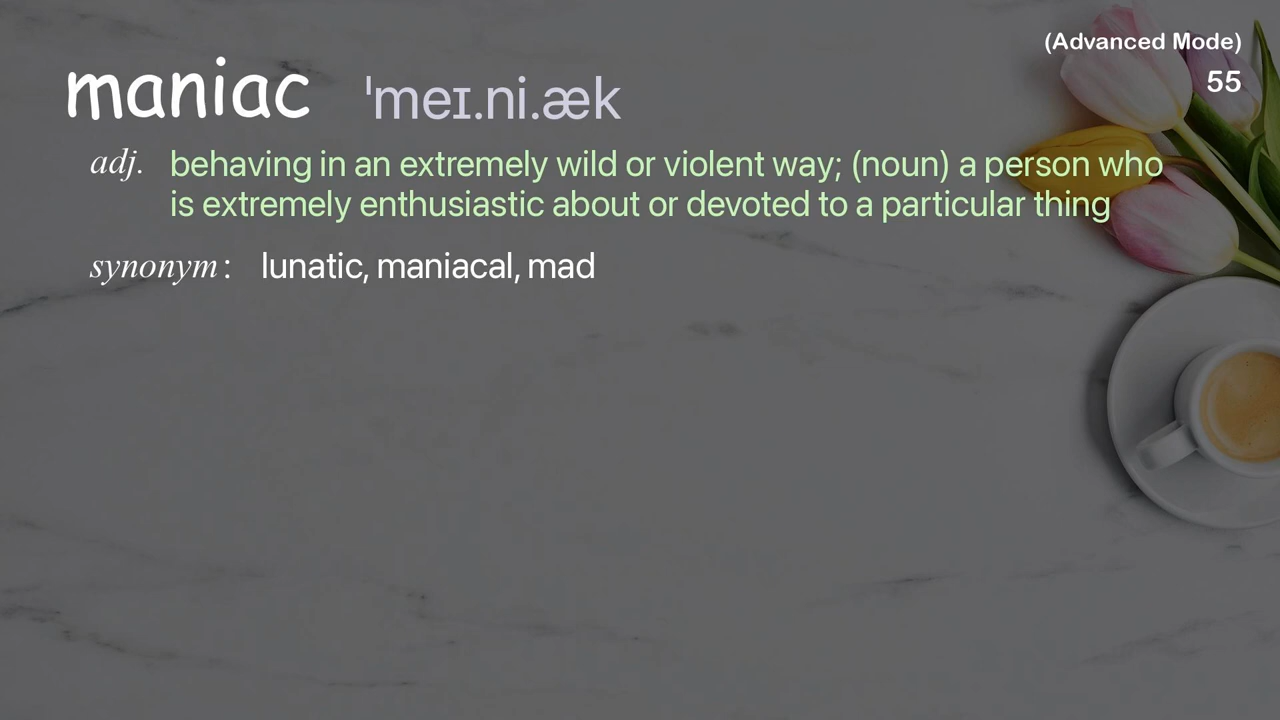 (Advanced Mode)
55
maniac ˈmeɪ.ni.æk
adj. behaving in an extremely wild or violent way; (noun) a person who
is extremely enthusiastic about or devoted to a particular thing
synonym: lunatic, maniacal, mad